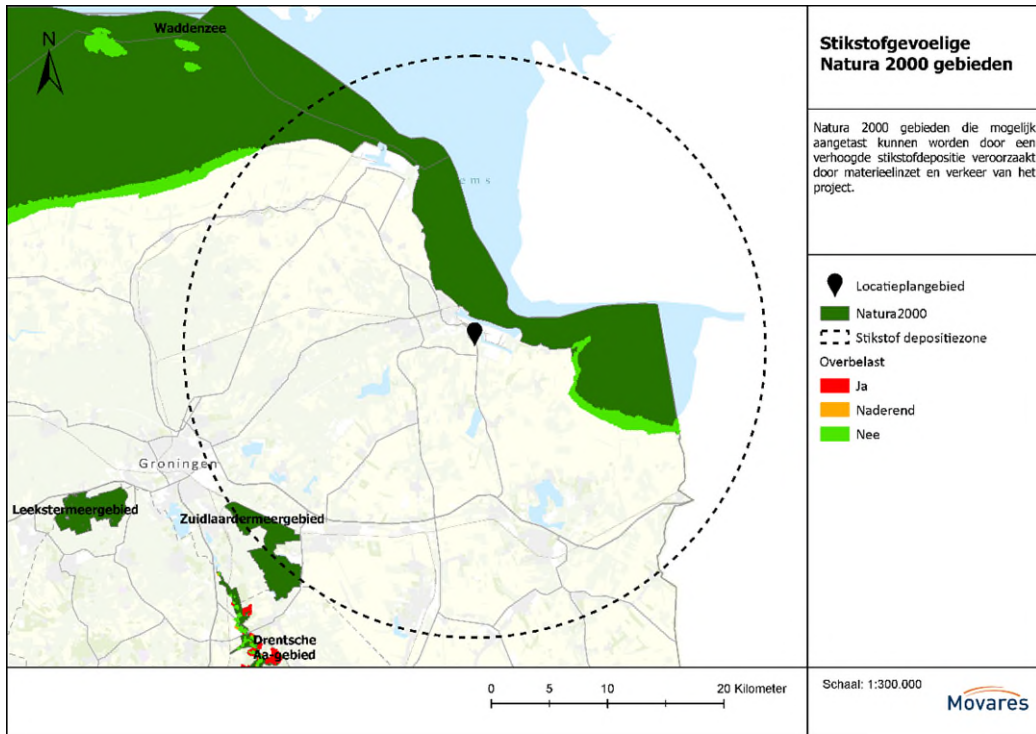 Waddenzee
N
ems
Groningen
Leekstermeergebied
Zuidlaardermeergebied
Drentsche
Aa-gebied
0 5 10 20 Kilometer
Stikstofgevoelige
Natura 2000 gebieden
Natura 2000 gebieden die mogelijk
aangetast kunnen worden door een
verhoogde stikstofdepositie veroorzaakt
door materieelinzet en verkeer van het
project.
Locatieplangebied
Natura2000
Stikstof depositiezone
Overbelast
Ja
Naderend
Nee
Schaal: 1:300.000
Movares